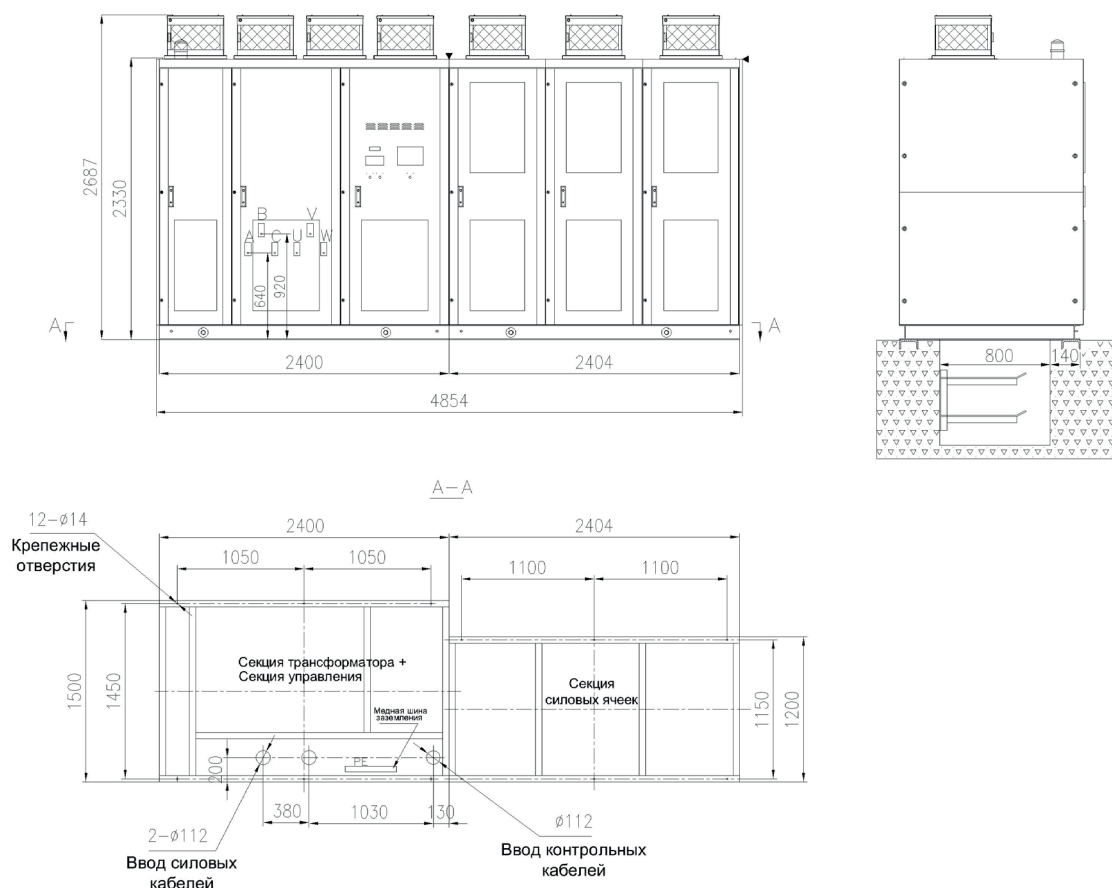 2687
2330
B
V
A
C
U
W
640
920
A
A
2400
2404
4854
800
140
A–A
12–ø14
Крепежные
отверстия
2400
2404
1050
1050
1100
1100
1500
1450
Секция трансформатора +
Секция управления
Медная шина
заземления
Секция
силовых ячеек
1150
1200
200
PE
380
1030
130
2–ø112
Ввод силовых
кабелей
ø112
Ввод контрольных
кабелей